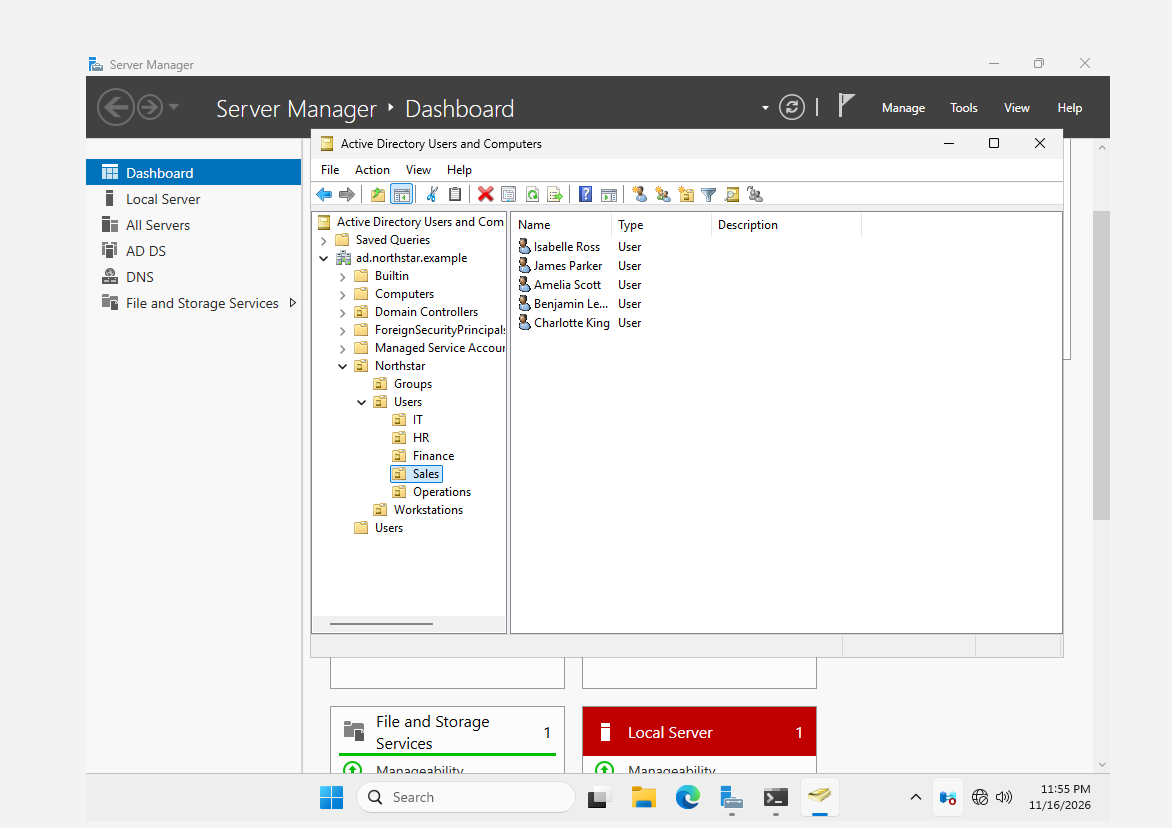 Server Manager
Server Manager ‣ Dashboard
Manage
Tools
View
Help
Dashboard
Local Server
All Servers
AD DS
DNS
File and Storage Services
Active Directory Users and Computers
File
Action
View
Help
Active Directory Users and Com
Saved Queries
ad.northstar.example
Builtin
Computers
Domain Controllers
ForeignSecurityPrincipals
Managed Service Accour
Northstar
Groups
Users
IT
HR
Finance
Sales
Operations
Workstations
Users
Name Type Description
Isabelle Ross User
James Parker User
Amelia Scott User
Benjamin Le... User
Charlotte King User
File and Storage
Services
1
Manageability
Local Server 1
Manageability
Search
11:55 PM
11/16/2026